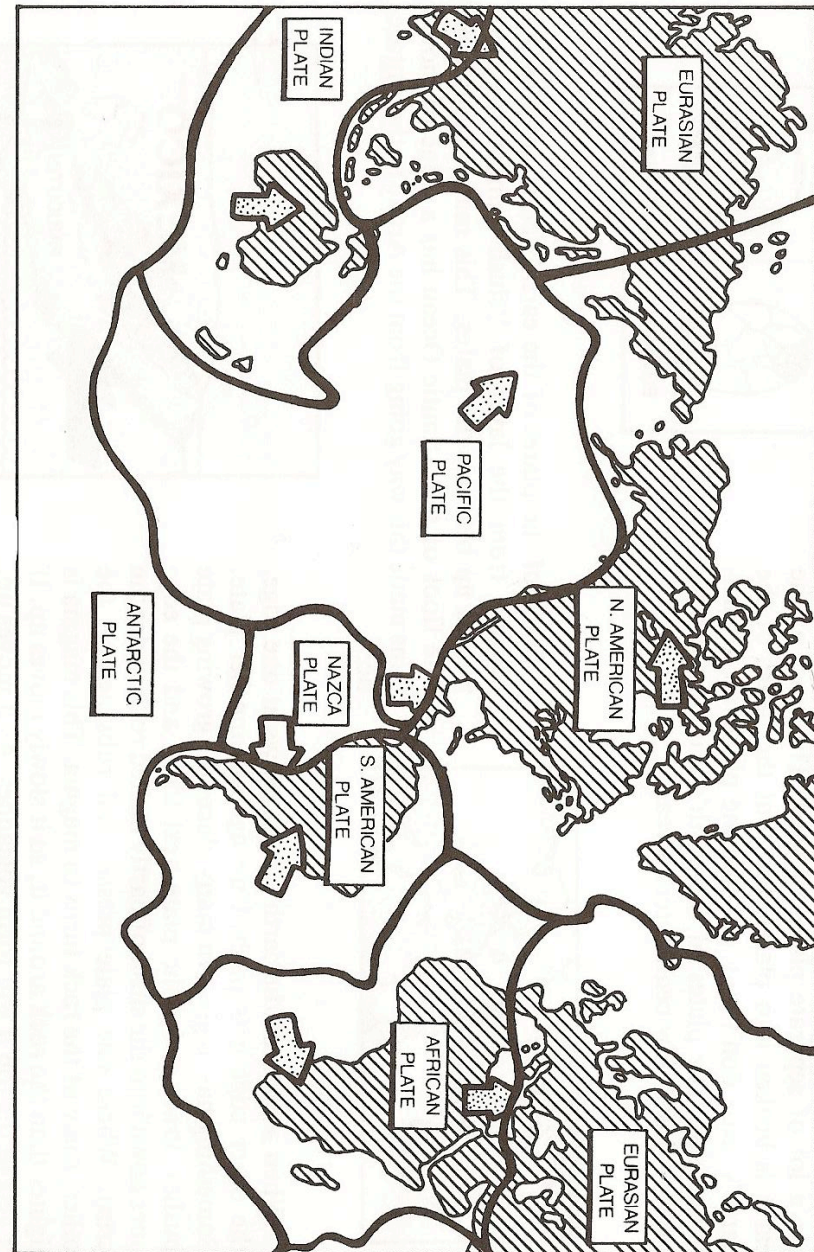 EURASIAN
PLATE
INDIAN
PLATE
PACIFIC
PLATE
N. AMERICAN
PLATE
NAZCA
PLATE
ANTARCTIC
PLATE
S. AMERICAN
PLATE
AFRICAN
PLATE
EURASIAN
PLATE